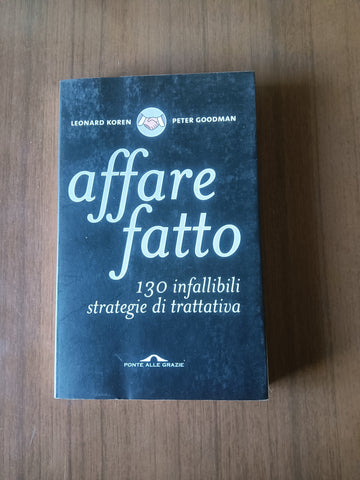 LEONARD KOREN PETER GOODMAN
affare
fatto
130 infallibili
strategie di trattativa
PONTE ALLE GRAZIE